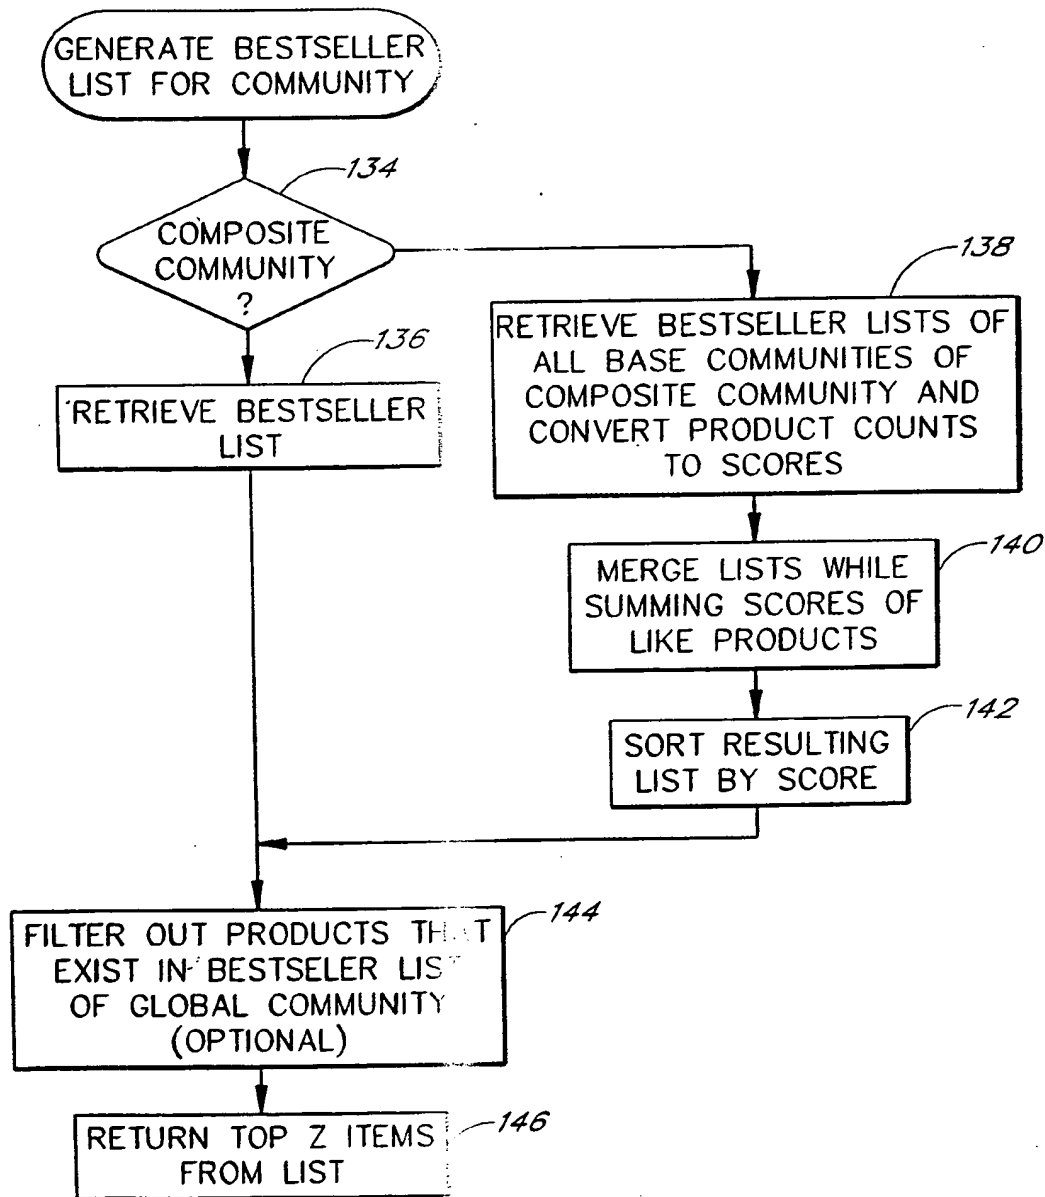 GENERATE BESTSELLER
LIST FOR COMMUNITY
134
COMPOSITE
COMMUNITY
?
136
RETRIEVE BESTSELLER
LIST
138
RETRIEVE BESTSELLER LISTS OF
ALL BASE COMMUNITIES OF
COMPOSITE COMMUNITY AND
CONVERT PRODUCT COUNTS
TO SCORES
140
MERGE LISTS WHILE
SUMMING SCORES OF
LIKE PRODUCTS
142
SORT RESULTING
LIST BY SCORE
144
FILTER OUT PRODUCTS THAT
EXIST IN BESTSELER LIST
OF GLOBAL COMMUNITY
(OPTIONAL)
146
RETURN TOP Z ITEMS
FROM LIST